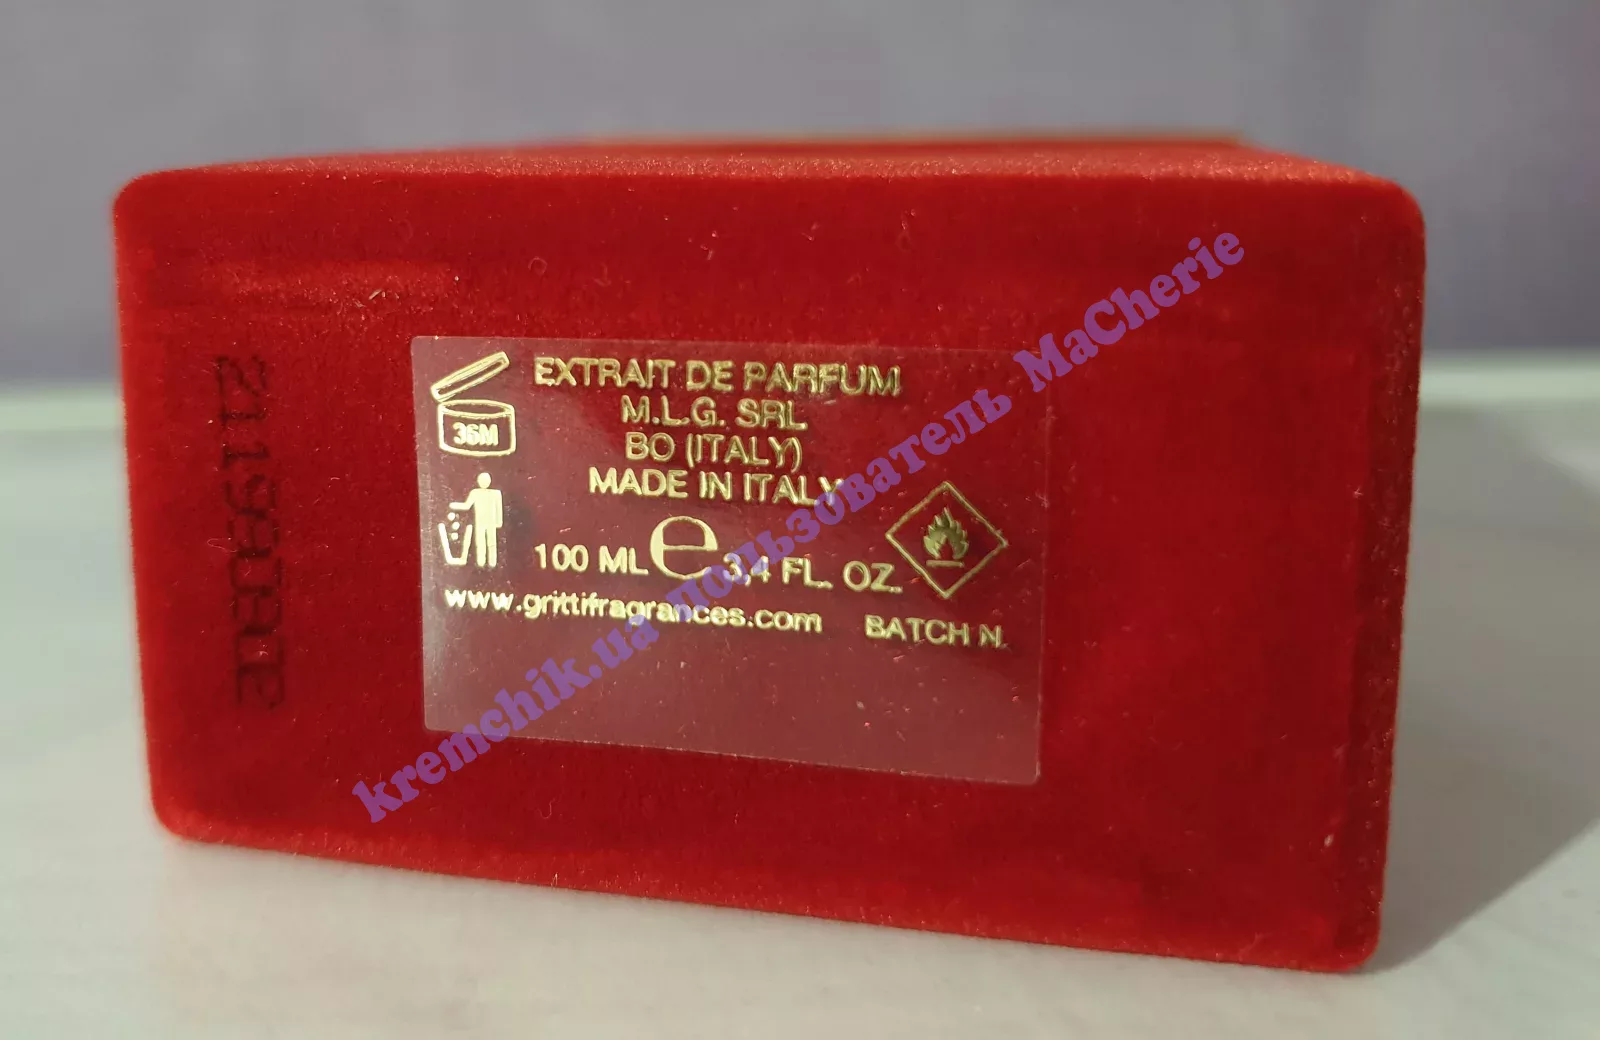 EXTRAIT DE PARFUM
M.L.G. SRL
BO (ITALY)
MADE IN ITALY
36M
100 ML e 3,4 FL. OZ.
www.grittifragrances.com
BATCH N.
kremchik.ua пользователь MaCherie